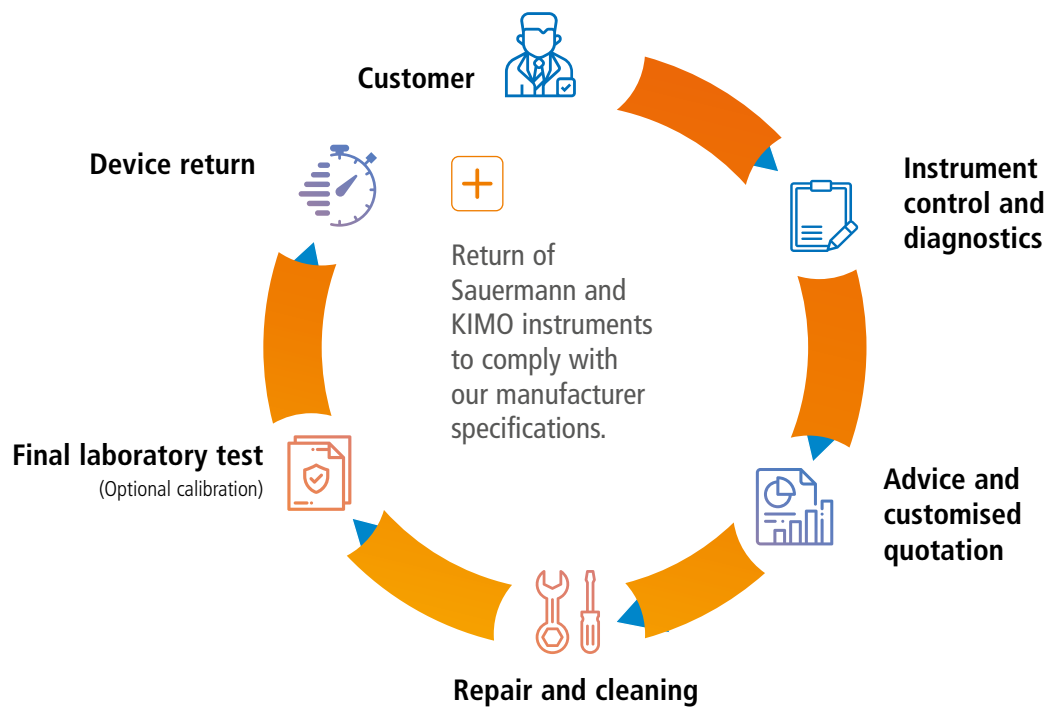 Customer
Instrument
control and
diagnostics
Advice and
customised
quotation
Repair and cleaning
Final laboratory test
(Optional calibration)
Device return
Return of
Sauermann and
KIMO instruments
to comply with
our manufacturer
specifications.